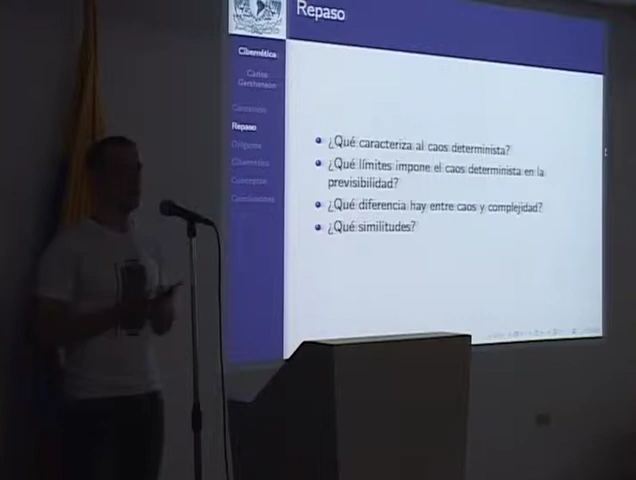 Repaso
Cibernética
Carlos
Gershenson
Contenido
Repaso
Orígenes
Cibernética
Conceptos
Conclusiones
¿Qué caracteriza al caos determinista?
¿Qué límites impone el caos determinista en la
previsibilidad?
¿Qué diferencia hay entre caos y complejidad?
¿Qué similitudes?